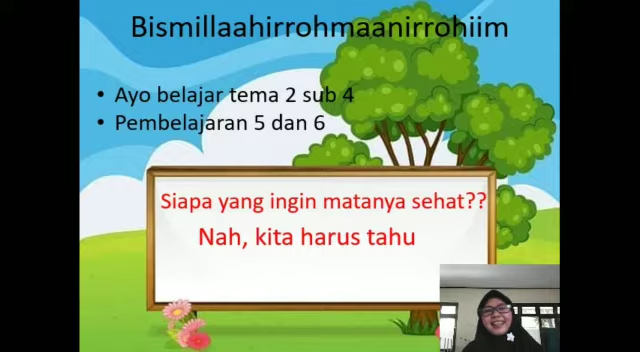 Bismillaahirrohmaanirrohiim
• Ayo belajar tema 2 sub 4
• Pembelajaran 5 dan 6
Siapa yang ingin matanya sehat??
Nah, kita harus tahu